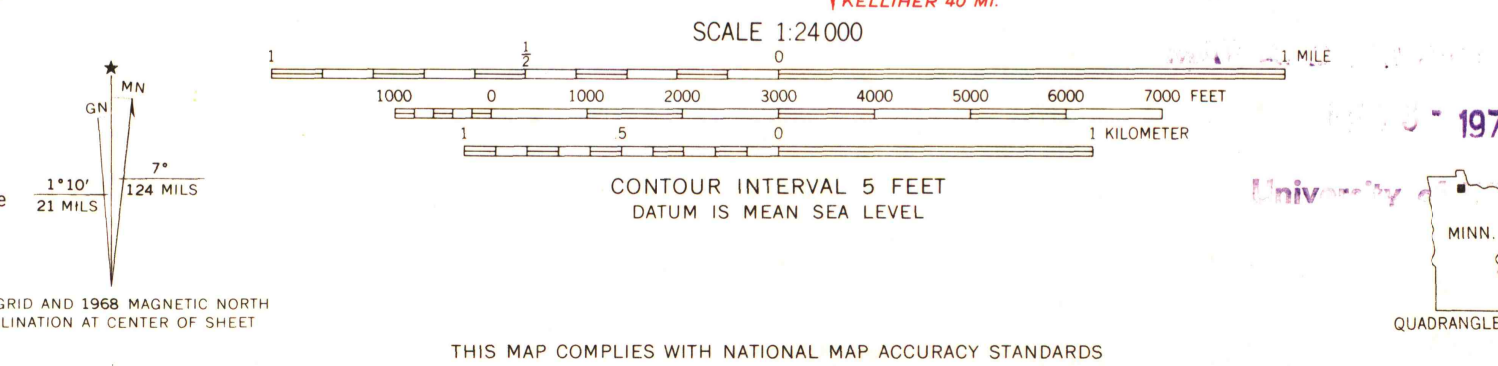 KELLIHER 40 MI.
SCALE 1:24 000
1 ½ 0 1 MILE
1000 0 1000 2000 3000 4000 5000 6000 7000 FEET
1 .5 0 1 KILOMETER
CONTOUR INTERVAL 5 FEET
DATUM IS MEAN SEA LEVEL
★
MN
GN
7°
124 MILS
1°10′
21 MILS
GRID AND 1968 MAGNETIC NORTH
LINATION AT CENTER OF SHEET
197
University
MINN.
QUADRANGLE
THIS MAP COMPLIES WITH NATIONAL MAP ACCURACY STANDARDS